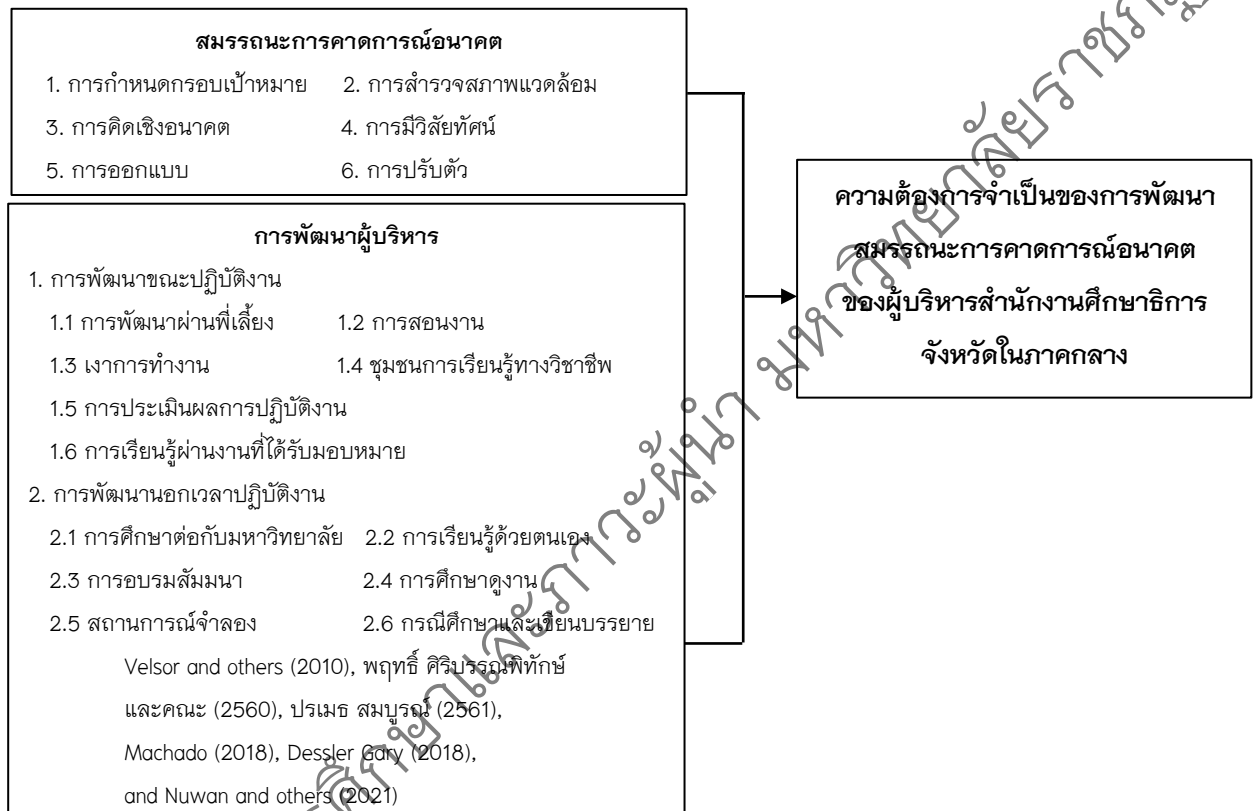 สมรรถนะการคาดการณ์อนาคต
1. การกำหนดกรอบเป้าหมาย 2. การสำรวจสภาพแวดล้อม
3. การคิดเชิงอนาคต 4. การมีวิสัยทัศน์
5. การออกแบบ 6. การปรับตัว
การพัฒนาผู้บริหาร
1. การพัฒนาขณะปฏิบัติงาน
1.1 การพัฒนาผ่านพี่เลี้ยง 1.2 การสอนงาน
1.3 เงาการทำงาน 1.4 ชุมชนการเรียนรู้ทางวิชาชีพ
1.5 การประเมินผลการปฏิบัติงาน
1.6 การเรียนรู้ผ่านงานที่ได้รับมอบหมาย
2. การพัฒนานอกเวลาปฏิบัติงาน
2.1 การศึกษาต่อกับมหาวิทยาลัย 2.2 การเรียนรู้ด้วยตนเอง
2.3 การอบรมสัมมนา 2.4 การศึกษาดูงาน
2.5 สถานการณ์จำลอง 2.6 กรณีศึกษาและเขียนบรรยาย
Velsor and others (2010), พฤทธิ์ ศิริบรรณพิทักษ์
และคณะ (2560), ปรเมธ สมบูรณ์ (2561),
Machado (2018), Dessler Gary (2018),
and Nuwan and others (2021)
ความต้องการจำเป็นของการพัฒนา
สมรรถนะการคาดการณ์อนาคต
ของผู้บริหารสำนักงานศึกษาธิการ
จังหวัดในภาคกลาง
และภาวะผู้นำ มหาวิทยาลัยราชภัฏ